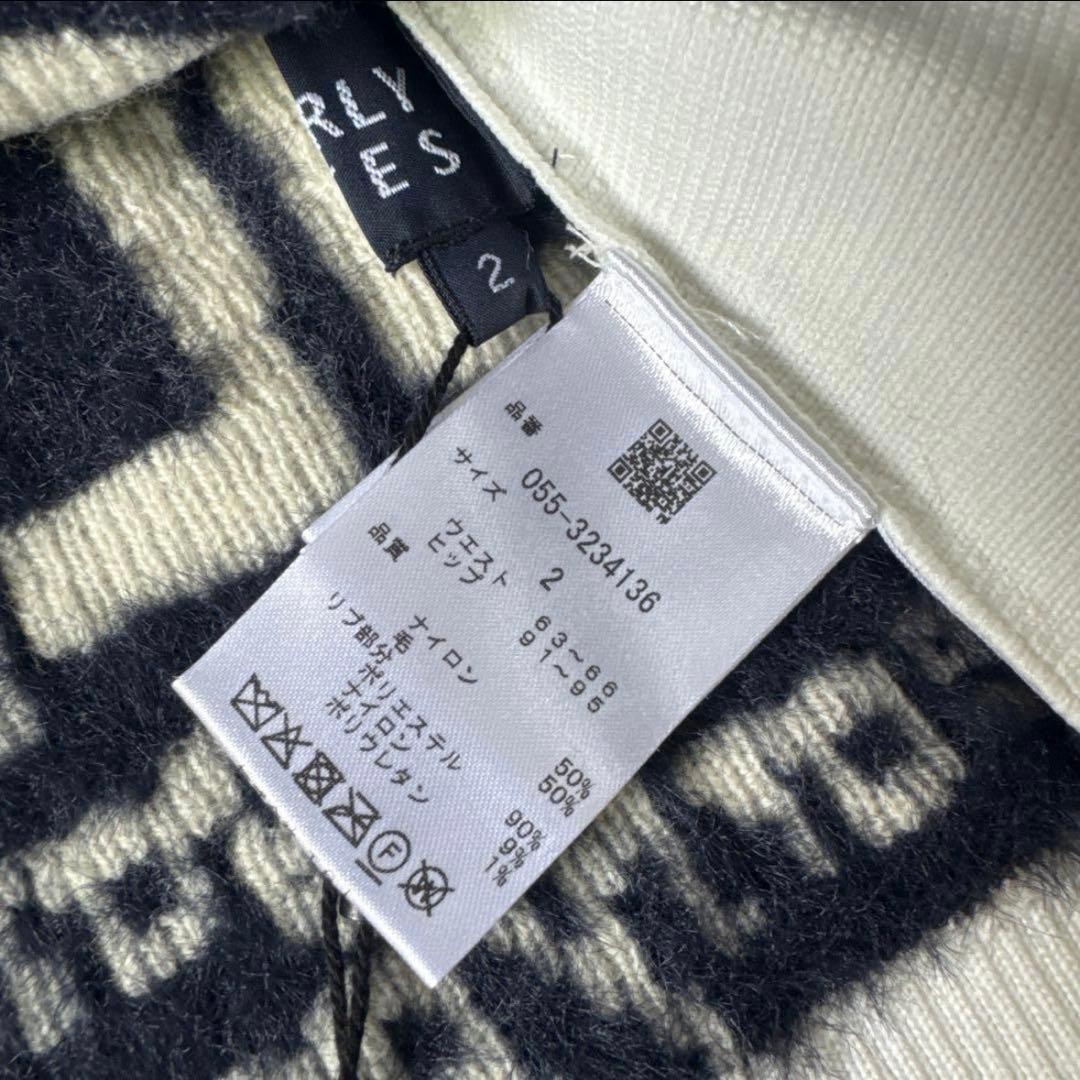 RLY
ES
2
品番
055-3234136
サイズ 2
ウエスト 63～66
ヒップ 91～95
品質
ナイロン 50%
毛 50%
リブ部分
ポリエステル 90%
ナイロン 9%
ポリウレタン 1%
F
W